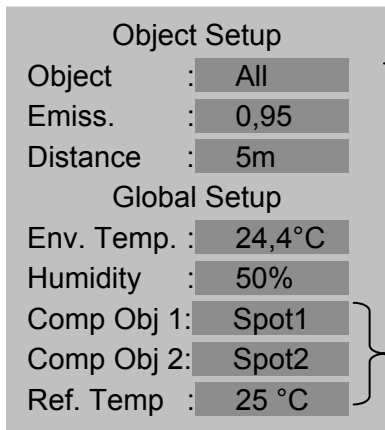 Object Setup
Object : All
Emiss. : 0,95
Distance : 5m
Global Setup
Env. Temp. : 24,4°C
Humidity : 50%
Comp Obj 1: Spot1
Comp Obj 2: Spot2
Ref. Temp : 25 °C